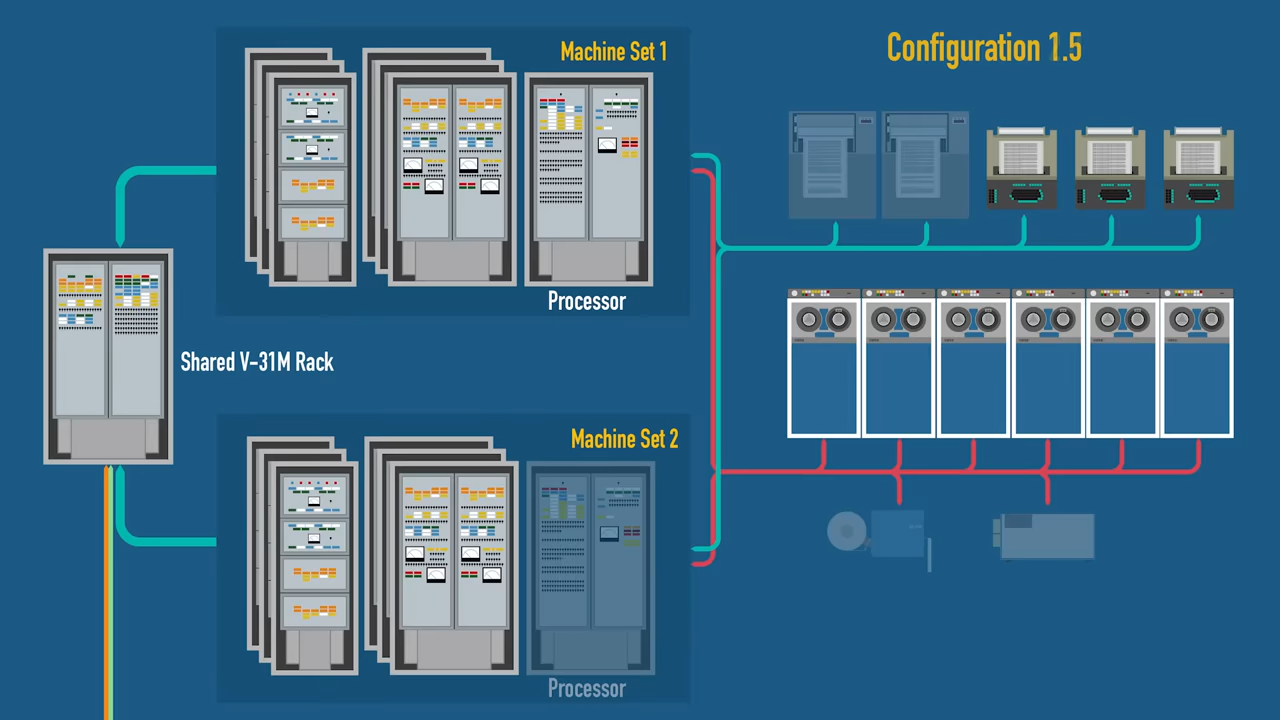 Machine Set 1
Configuration 1.5
Processor
Shared V-31M Rack
Machine Set 2
Processor